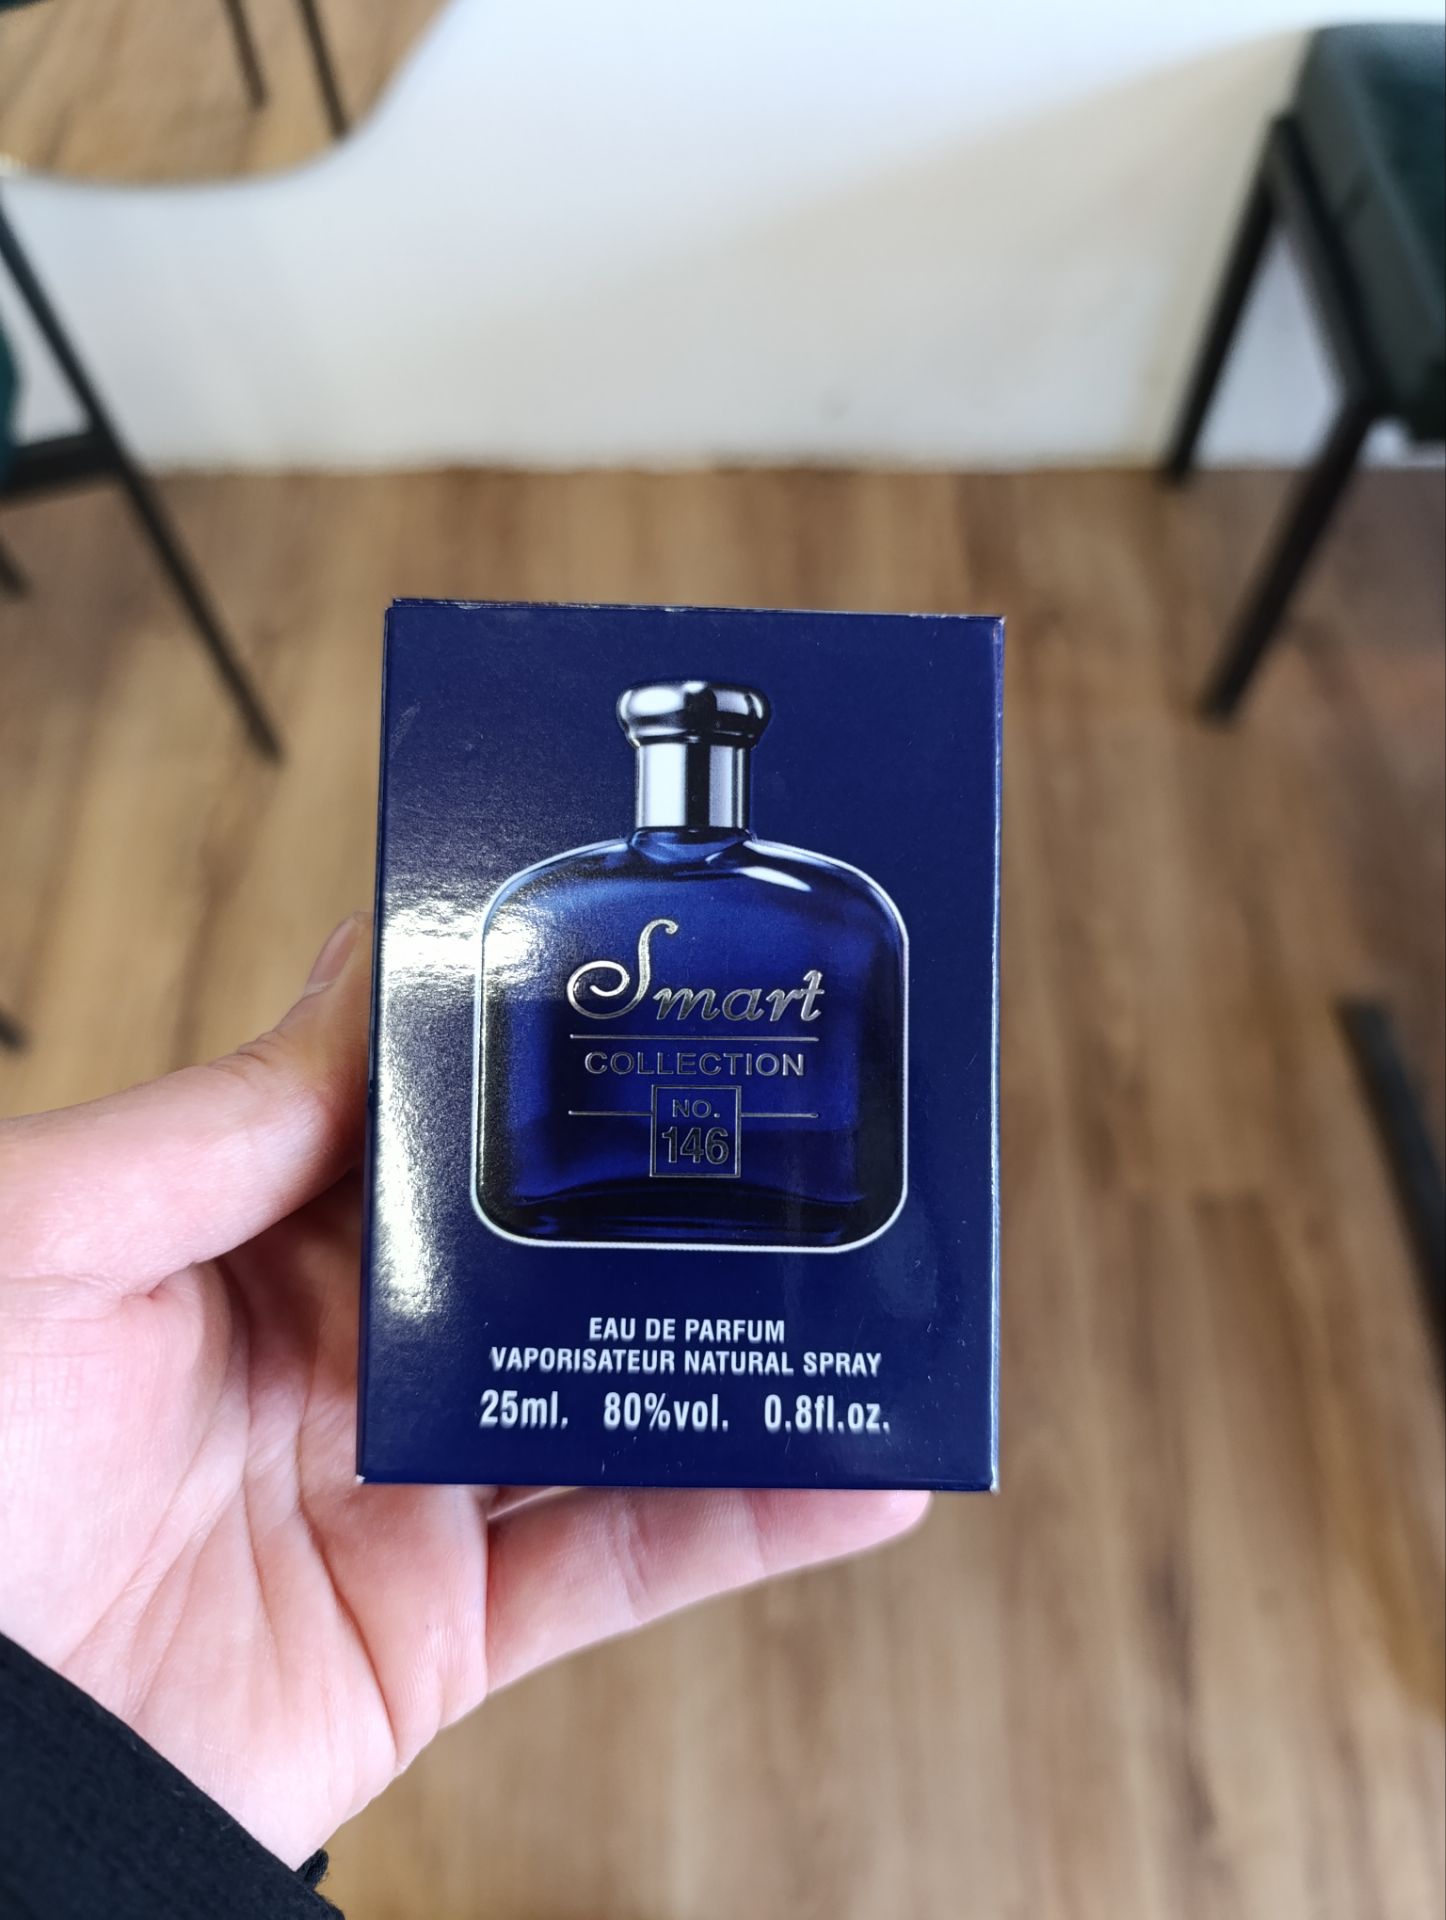 Smart
COLLECTION
NO.
146
EAU DE PARFUM
VAPORISATEUR NATURAL SPRAY
25ml. 80%vol. 0.8fl.oz.